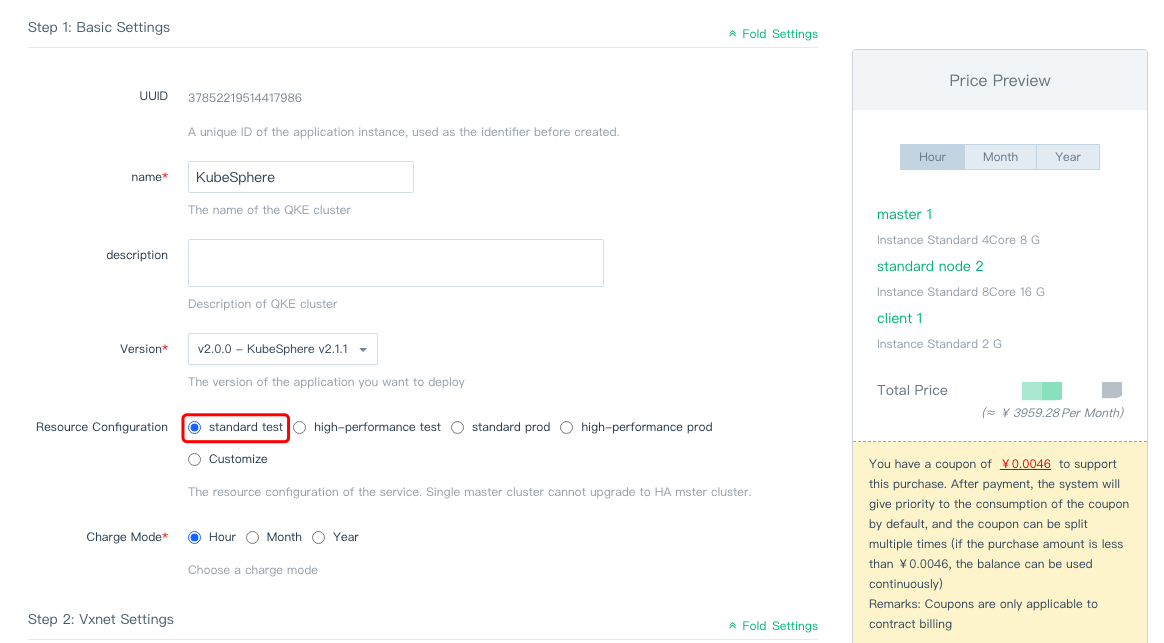 Step 1: Basic Settings
Fold Settings
UUID
37852219514417986
A unique ID of the application instance, used as the identifier before created.
name*
KubeSphere
The name of the QKE cluster
description
Description of QKE cluster
Version*
v2.0.0 – KubeSphere v2.1.1
The version of the application you want to deploy
Resource Configuration
standard test high–performance test standard prod high–performance prod
Customize
The resource configuration of the service. Single master cluster cannot upgrade to HA mster cluster.
Charge Mode*
Hour Month Year
Choose a charge mode
Step 2: Vxnet Settings
Fold Settings
Price Preview
Hour Month Year
master 1
Instance Standard 4Core 8 G
standard node 2
Instance Standard 8Core 16 G
client 1
Instance Standard 2 G
Total Price
(≈ ¥ 3959.28 Per Month)
You have a coupon of ¥0.0046 to support
this purchase. After payment, the system will
give priority to the consumption of the coupon
by default, and the coupon can be split
multiple times (if the purchase amount is less
than ¥0.0046, the balance can be used
continuously)
Remarks: Coupons are only applicable to
contract billing